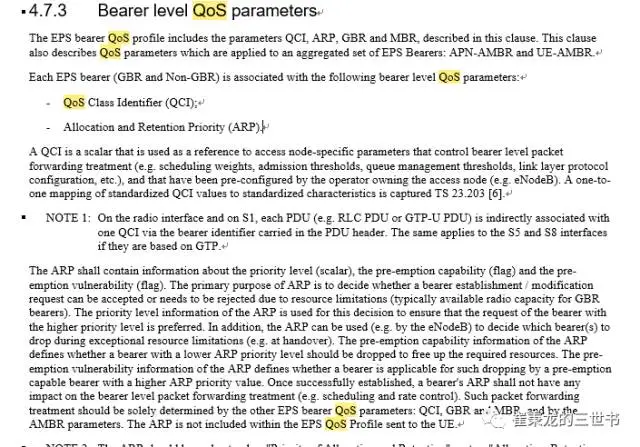 4.7.3 Bearer level QoS parameters
The EPS bearer QoS profile includes the parameters QCI, ARP, GBR and MBR, described in this clause. This clause
also describes QoS parameters which are applied to an aggregated set of EPS Bearers: APN-AMBR and UE-AMBR.
Each EPS bearer (GBR and Non-GBR) is associated with the following bearer level QoS parameters:
- QoS Class Identifier (QCI);
- Allocation and Retention Priority (ARP).
A QCI is a scalar that is used as a reference to access node-specific parameters that control bearer level packet
forwarding treatment (e.g. scheduling weights, admission thresholds, queue management thresholds, link layer protocol
configuration, etc.), and that have been pre-configured by the operator owning the access node (e.g. eNodeB). A one-to-
one mapping of standardized QCI values to standardized characteristics is captured TS 23.203 [6].
NOTE 1: On the radio interface and on S1, each PDU (e.g. RLC PDU or GTP-U PDU) is indirectly associated with
one QCI via the bearer identifier carried in the PDU header. The same applies to the S5 and S8 interfaces
if they are based on GTP.
The ARP shall contain information about the priority level (scalar), the pre-emption capability (flag) and the pre-
emption vulnerability (flag). The primary purpose of ARP is to decide whether a bearer establishment / modification
request can be accepted or needs to be rejected due to resource limitations (typically available radio capacity for GBR
bearers). The priority level information of the ARP is used for this decision to ensure that the request of the bearer with
the higher priority level is preferred. In addition, the ARP can be used (e.g. by the eNodeB) to decide which bearer(s) to
drop during exceptional resource limitations (e.g. at handover). The pre-emption capability information of the ARP
defines whether a bearer with a lower ARP priority level should be dropped to free up the required resources. The pre-
emption vulnerability information of the ARP defines whether a bearer is applicable for such dropping by a pre-emption
capable bearer with a higher ARP priority value. Once successfully established, a bearer's ARP shall not have any
impact on the bearer level packet forwarding treatment (e.g. scheduling and rate control). Such packet forwarding
treatment should be solely determined by the other EPS bearer QoS parameters: QCI, GBR and MBR, and by the
AMBR parameters. The ARP is not included within the EPS QoS Profile sent to the UE.
崔秉龙的三世书